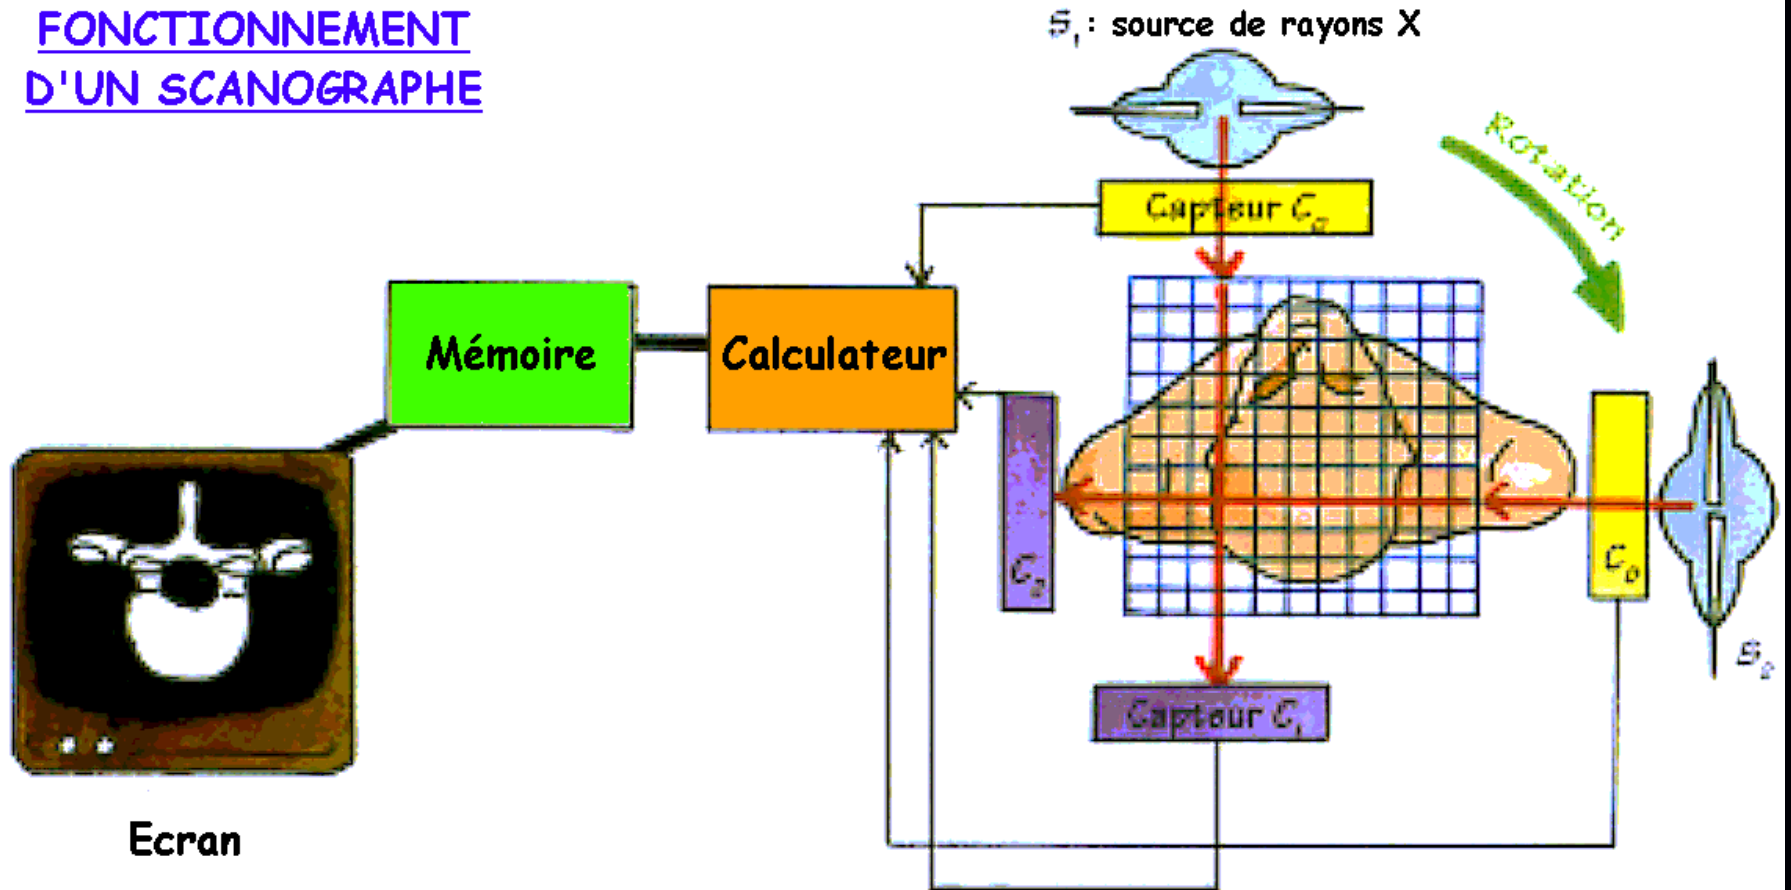 FONCTIONNEMENT
D'UN SCANOGRAPHE
S₁ : source de rayons X
Rotation
Capteur C₀
Mémoire
Calculateur
C₂
C₀
S₂
Capteur C₁
Ecran